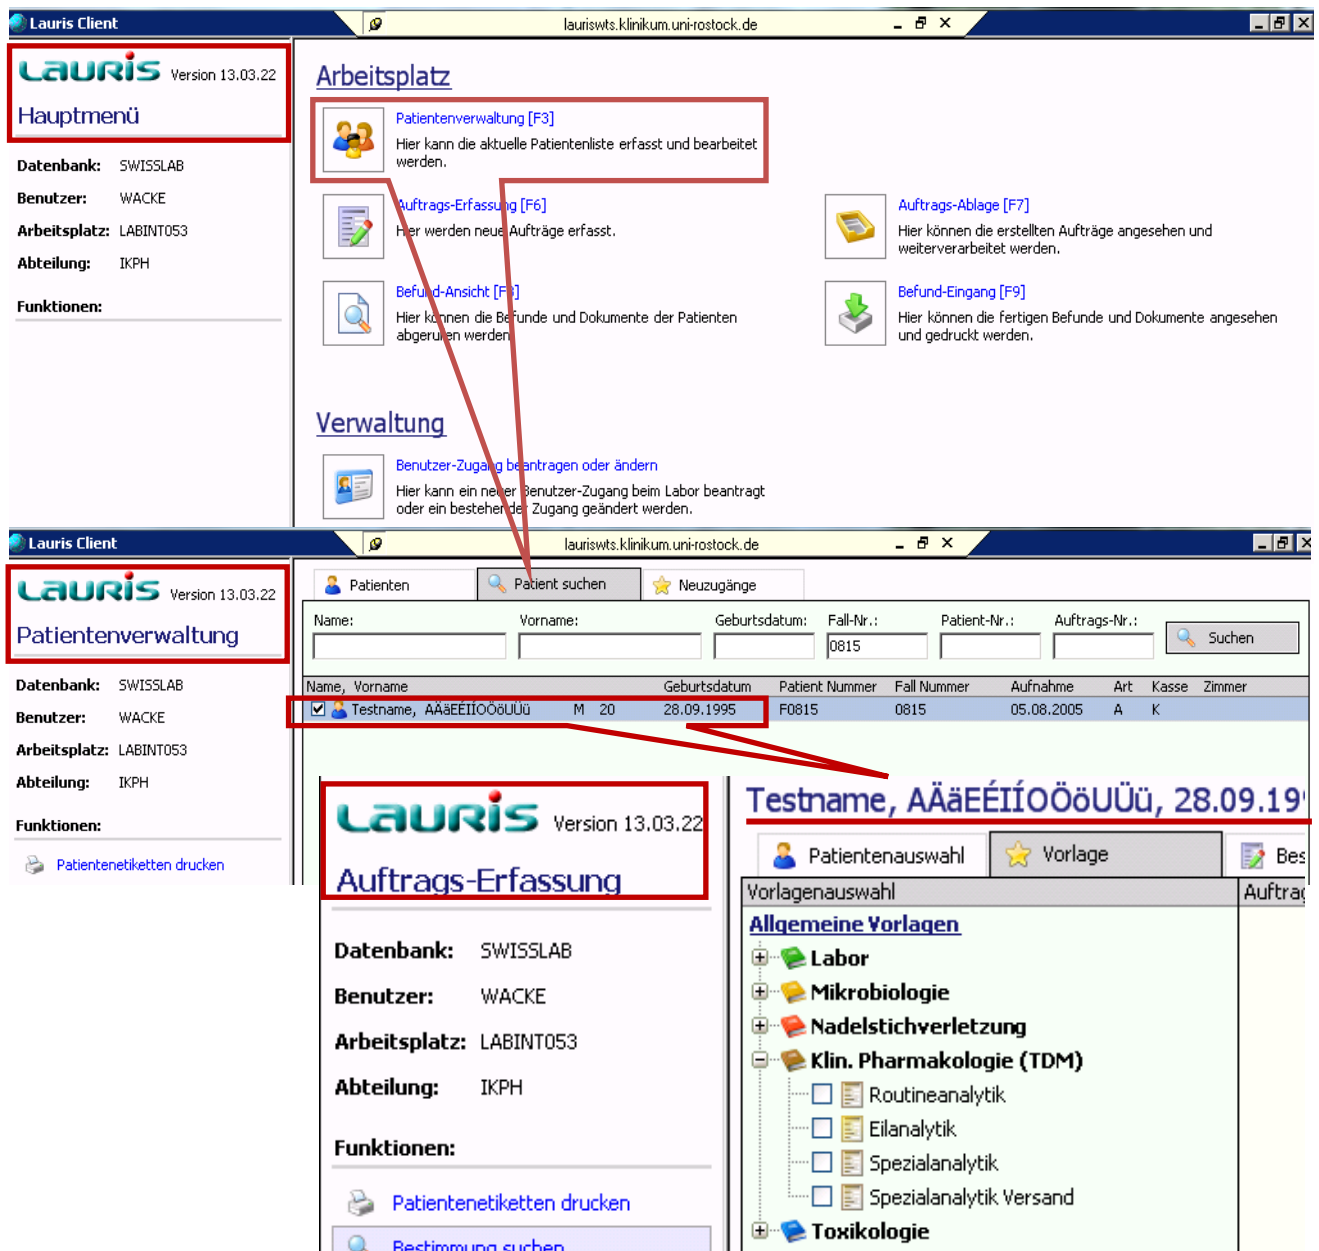 Lauris Client
lauriswts.klinikum.uni-rostock.de
Lauris Version 13.03.22
Hauptmenü
Datenbank: SWISSLAB
Benutzer: WACKE
Arbeitsplatz: LABINT053
Abteilung: IKPH
Funktionen:
Arbeitsplatz
Patientenverwaltung [F3]
Hier kann die aktuelle Patientenliste erfasst und bearbeitet
werden.
Auftrags-Erfassung [F6]
Hier werden neue Aufträge erfasst.
Auftrags-Ablage [F7]
Hier können die erstellten Aufträge angesehen und
weiterverarbeitet werden.
Befund-Ansicht [F8]
Hier können die Befunde und Dokumente der Patienten
abgerufen werden.
Befund-Eingang [F9]
Hier können die fertigen Befunde und Dokumente angesehen
und gedruckt werden.
Verwaltung
Benutzer-Zugang beantragen oder ändern
Hier kann ein neuer Benutzer-Zugang beim Labor beantragt
oder ein bestehender Zugang geändert werden.
Lauris Client
lauriswts.klinikum.uni-rostock.de
Lauris Version 13.03.22
Patientenverwaltung
Datenbank: SWISSLAB
Benutzer: WACKE
Arbeitsplatz: LABINT053
Abteilung: IKPH
Funktionen:
Patientenetiketten drucken
Patienten Patient suchen Neuzugänge
Name: Vorname: Geburtsdatum: Fall-Nr.: Patient-Nr.: Auftrags-Nr.:
0815 Suchen
Name, Vorname Geburtsdatum Patient Nummer Fall Nummer Aufnahme Art Kasse Zimmer
Testname, AÄäEÉIÍOÖöUÜü M 20 28.09.1995 F0815 0815 05.08.2005 A K
Lauris Version 13.03.22
Auftrags-Erfassung
Datenbank: SWISSLAB
Benutzer: WACKE
Arbeitsplatz: LABINT053
Abteilung: IKPH
Funktionen:
Patientenetiketten drucken
Bestimmung suchen
Testname, AÄäEÉIÍOÖöUÜü, 28.09.19
Patientenauswahl Vorlage Bes
Vorlagenauswahl Auftrag
Allgemeine Vorlagen
Labor
Mikrobiologie
Nadelstichverletzung
Klin. Pharmakologie (TDM)
Routineanalytik
Eilanalytik
Spezialanalytik
Spezialanalytik Versand
Toxikologie